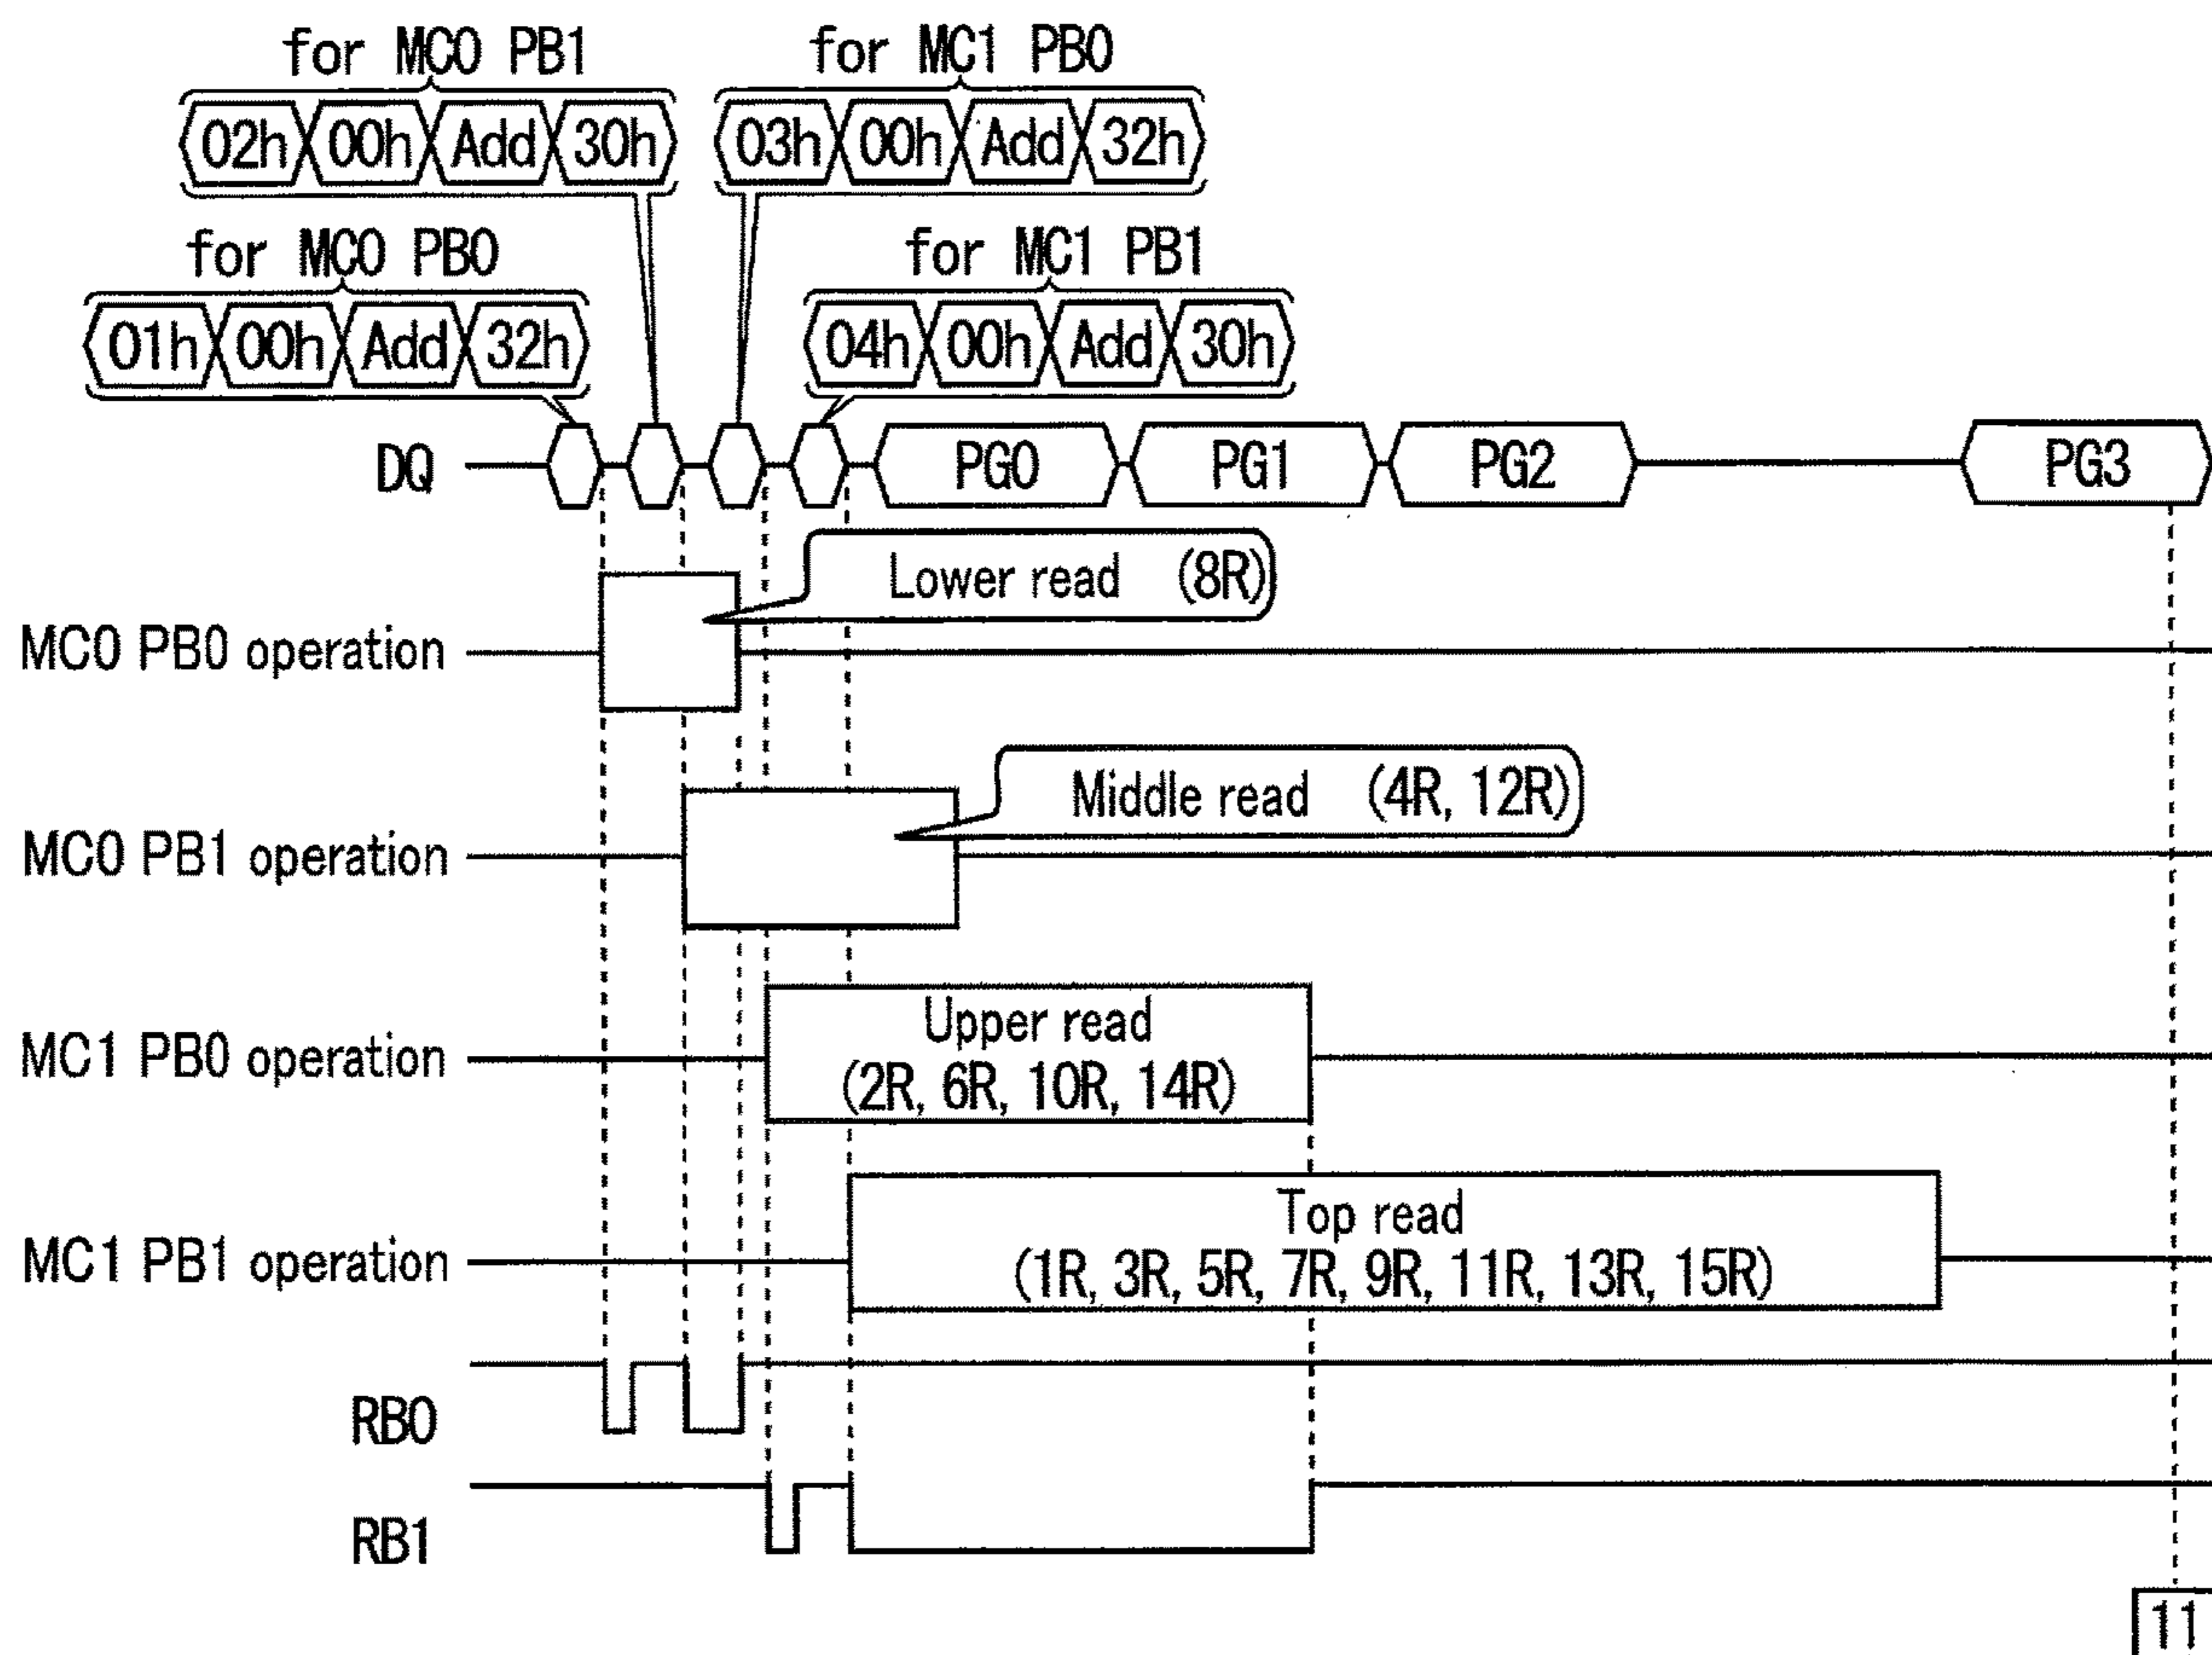 for MC0 PB1
for MC1 PB0
02h 00h Add 30h
03h 00h Add 32h
for MC0 PB0
for MC1 PB1
01h 00h Add 32h
04h 00h Add 30h
DQ
PG0
PG1
PG2
PG3
Lower read (8R)
MC0 PB0 operation
Middle read (4R, 12R)
MC0 PB1 operation
Upper read
(2R, 6R, 10R, 14R)
MC1 PB0 operation
Top read
(1R, 3R, 5R, 7R, 9R, 11R, 13R, 15R)
MC1 PB1 operation
RB0
RB1
11